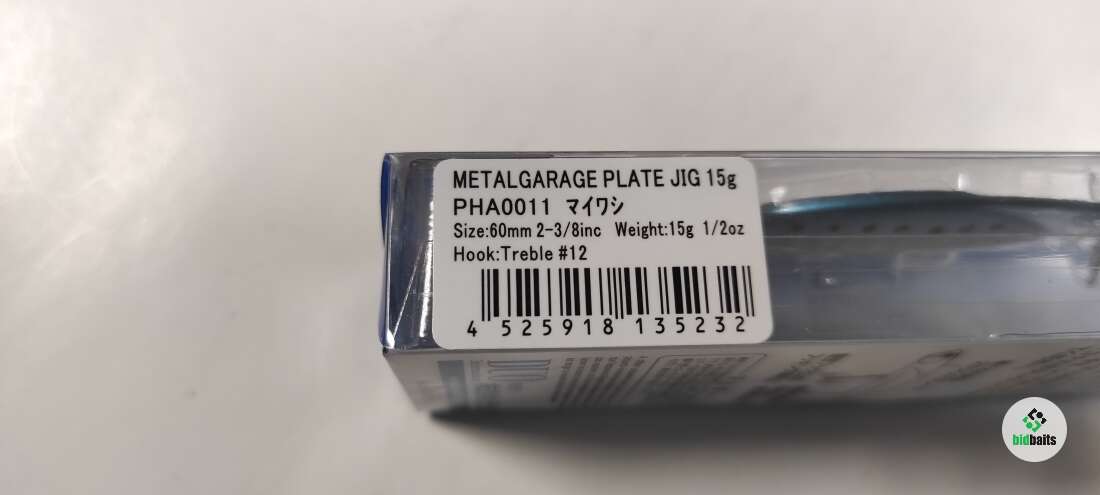 METALGARAGE PLATE JIG 15g
PHA0011 ﾏｲﾜｼ
Size:60mm 2-3/8inc Weight:15g 1/2oz
Hook:Treble #12
4 525918 135232
bidbaits